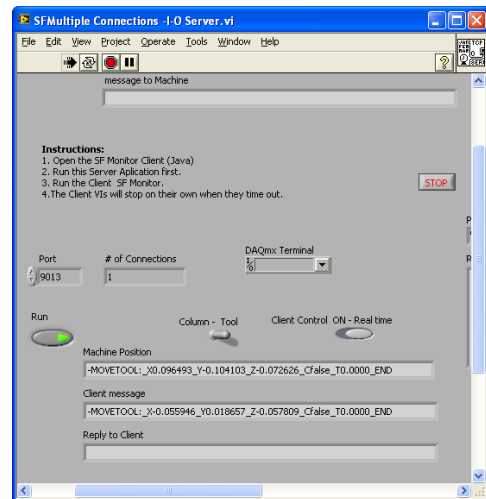 SFMultiple Connections -I-O Server.vi
File Edit View Project Operate Tools Window Help
message to Machine
Instructions:
1. Open the SF Monitor Client (Java)
2. Run this Server Aplication first.
3. Run the Client SF Monitor.
4.The Client VIs will stop on their own when they time out.
STOP
Port
# of Connections
DAQmx Terminal
9013
1
Run
Column - Tool
Client Control ON - Real time
Machine Position
-MOVETOOL:_X0.096493_Y-0.104103_Z-0.072626_Cfalse_T0.0000_END
Client message
-MOVETOOL:_X-0.055946_Y0.018657_Z-0.057809_Cfalse_T0.0000_END
Reply to Client